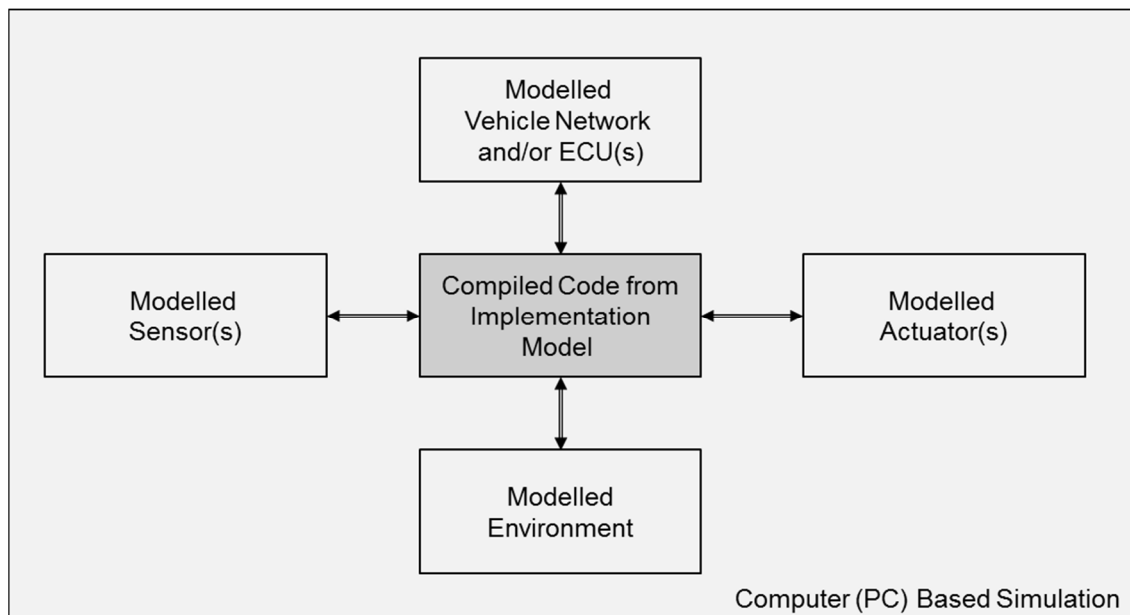 Modelled
Vehicle Network
and/or ECU(s)
Modelled
Sensor(s)
Compiled Code from
Implementation
Model
Modelled
Actuator(s)
Modelled
Environment
Computer (PC) Based Simulation